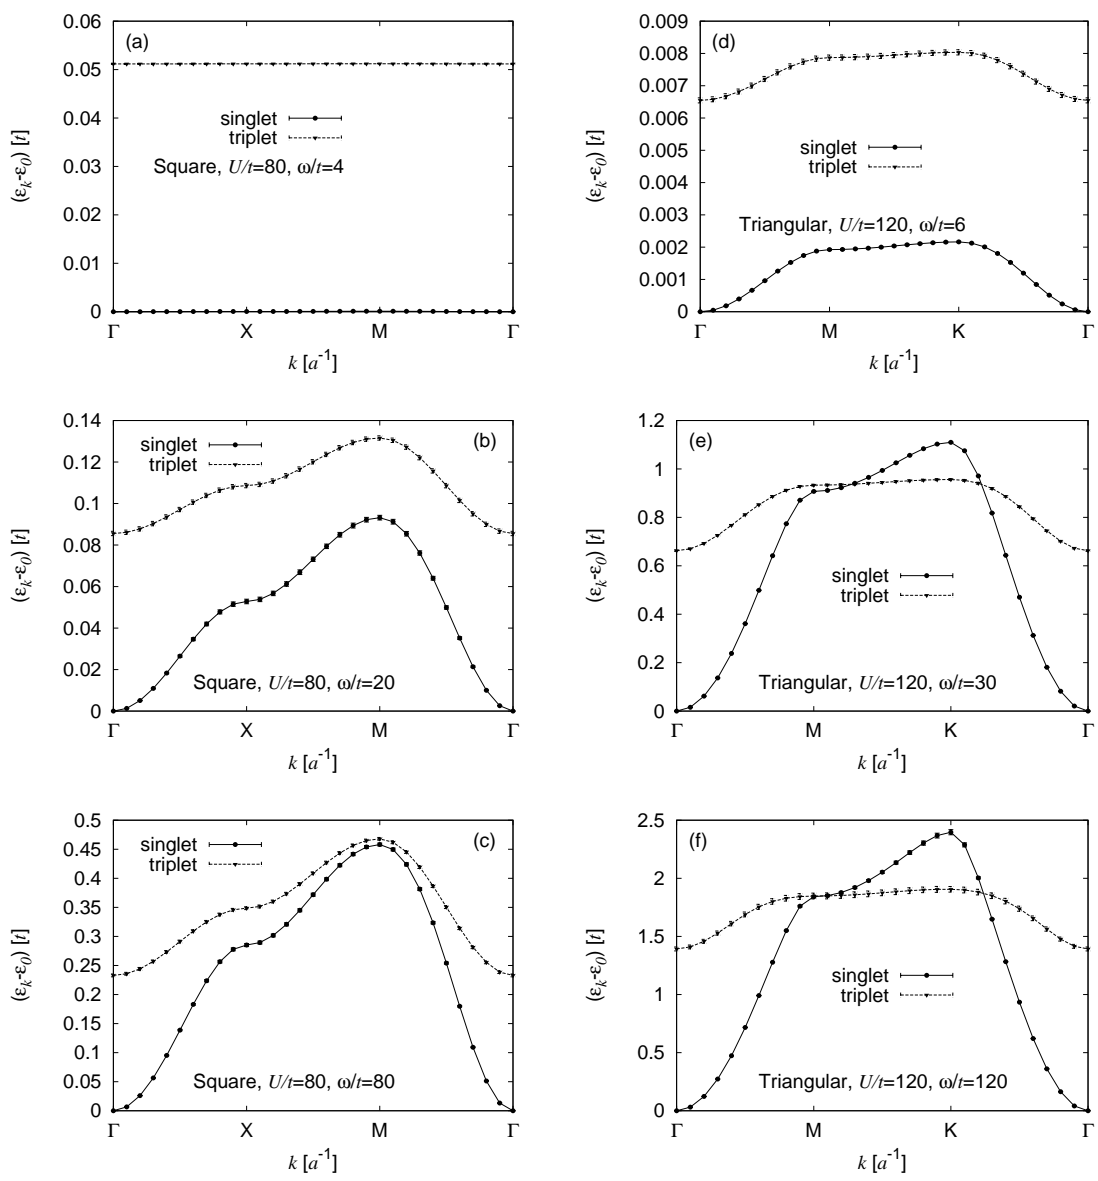 (a)
0.06
0.05
0.04
0.03
0.02
0.01
0
(ε_k-ε_0) [t]
singlet
triplet
Square, U/t=80, ω/t=4
Γ X M Γ
k [a^-1]
(d)
0.009
0.008
0.007
0.006
0.005
0.004
0.003
0.002
0.001
0
(ε_k-ε_0) [t]
singlet
triplet
Triangular, U/t=120, ω/t=6
Γ M K Γ
k [a^-1]
(b)
0.14
0.12
0.1
0.08
0.06
0.04
0.02
0
(ε_k-ε_0) [t]
singlet
triplet
Square, U/t=80, ω/t=20
Γ X M Γ
k [a^-1]
(e)
1.2
1
0.8
0.6
0.4
0.2
0
(ε_k-ε_0) [t]
singlet
triplet
Triangular, U/t=120, ω/t=30
Γ M K Γ
k [a^-1]
(c)
0.5
0.45
0.4
0.35
0.3
0.25
0.2
0.15
0.1
0.05
0
(ε_k-ε_0) [t]
singlet
triplet
Square, U/t=80, ω/t=80
Γ X M Γ
k [a^-1]
(f)
2.5
2
1.5
1
0.5
0
(ε_k-ε_0) [t]
singlet
triplet
Triangular, U/t=120, ω/t=120
Γ M K Γ
k [a^-1]